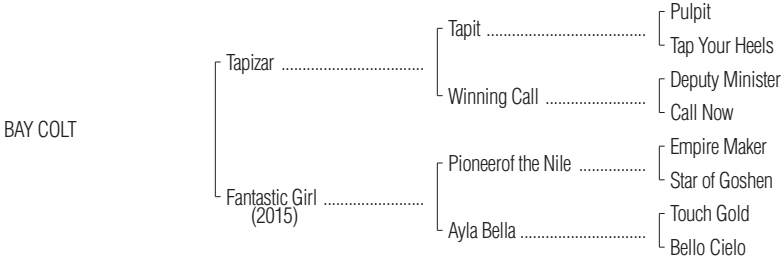 Pulpit
Tapit ....................................
Tap Your Heels
Tapizar .................................
Deputy Minister
Winning Call .......................
Call Now
BAY COLT
Empire Maker
Pioneerof the Nile ...............
Star of Goshen
Fantastic Girl .......................
(2015)
Touch Gold
Ayla Bella .............................
Bello Cielo